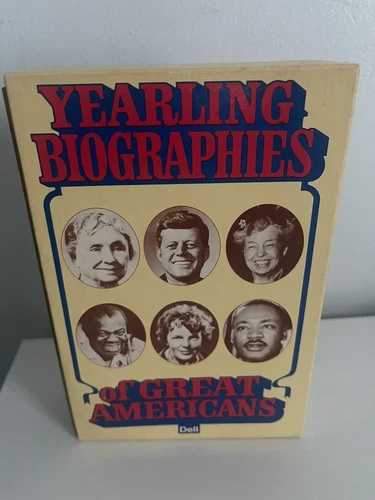 YEARLING
BIOGRAPHIES
of GREAT
AMERICANS
Dell